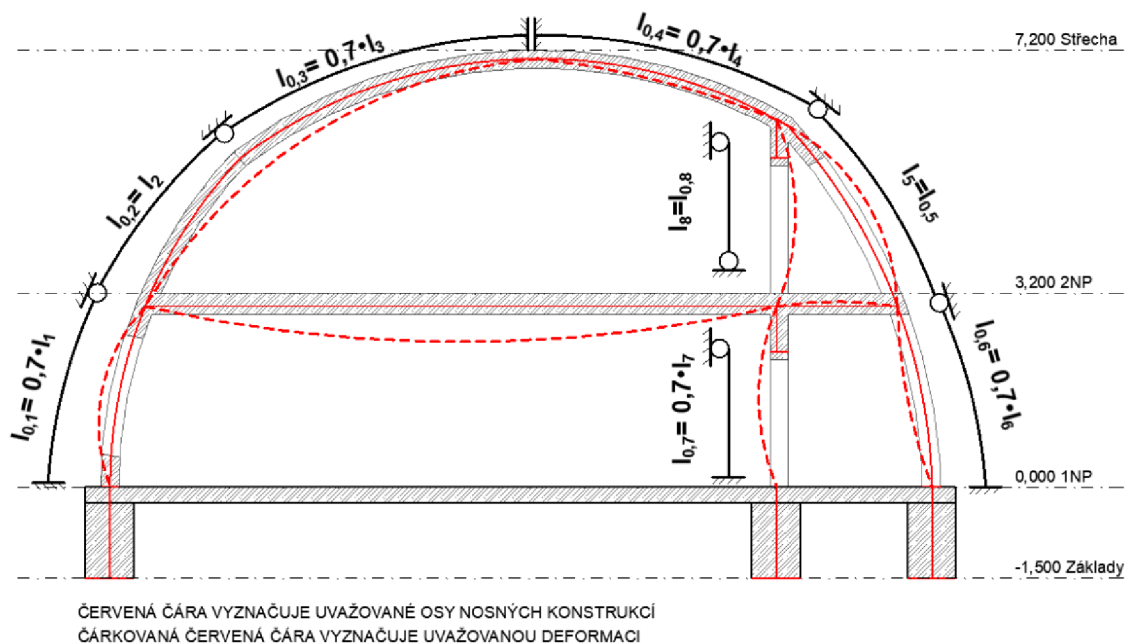 l0,3= 0,7•l3
l0,4= 0,7•l4
7,200 Střecha
l0,2= l2
l8=l0,8
l5=l0,5
3,200 2NP
l0,1= 0,7•l1
l0,7= 0,7•l7
l0,6= 0,7•l6
0,000 1NP
-1,500 Základy
ČERVENÁ ČÁRA VYZNAČUJE UVAŽOVANÉ OSY NOSNÝCH KONSTRUKCÍ
ČÁRKOVANÁ ČERVENÁ ČÁRA VYZNAČUJE UVAŽOVANOU DEFORMACI